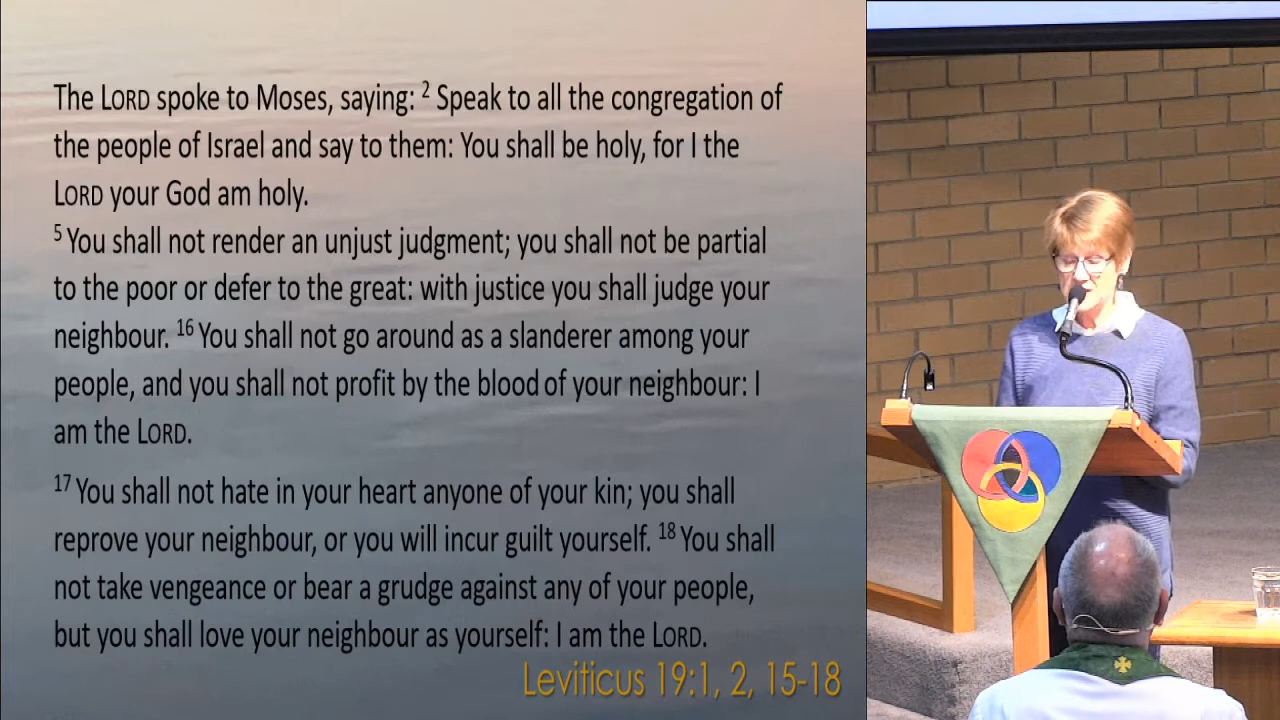 The LORD spoke to Moses, saying: 2 Speak to all the congregation of
the people of Israel and say to them: You shall be holy, for I the
LORD your God am holy.
5 You shall not render an unjust judgment; you shall not be partial
to the poor or defer to the great: with justice you shall judge your
neighbour. 16 You shall not go around as a slanderer among your
people, and you shall not profit by the blood of your neighbour: I
am the LORD.
17 You shall not hate in your heart anyone of your kin; you shall
reprove your neighbour, or you will incur guilt yourself. 18 You shall
not take vengeance or bear a grudge against any of your people,
but you shall love your neighbour as yourself: I am the LORD.
Leviticus 19:1, 2, 15-18